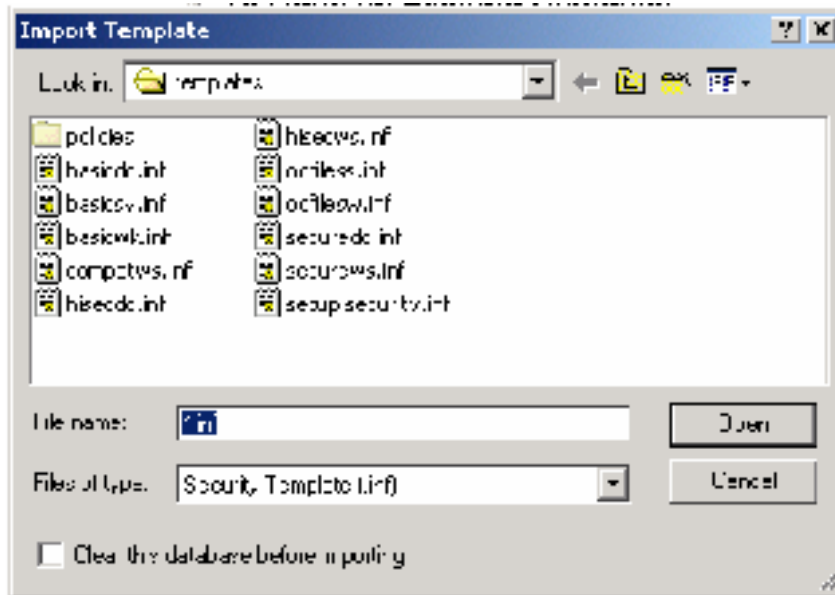 Import Template
Look in: templates
policies
basicdc.inf
basicsv.inf
basicwk.inf
compatws.inf
hisecdc.inf
hisecws.inf
ocfiless.inf
ocfilesw.inf
securedc.inf
securews.inf
setup security.inf
File name: *.inf
Open
Files of type: Security Template (.inf)
Cancel
Clear this database before importing